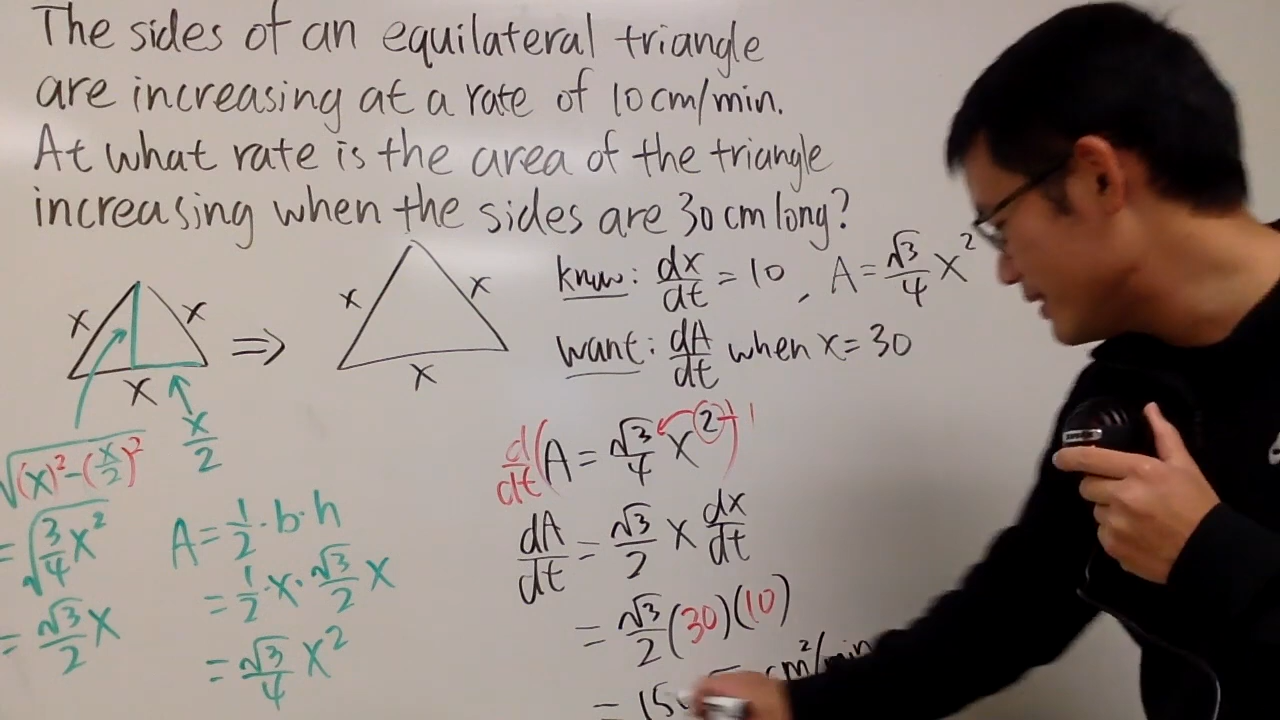 The sides of an equilateral triangle
are increasing at a rate of 10 cm/min.
At what rate is the area of the triangle
increasing when the sides are 30 cm long?
x x
x
x/2
⇒
x x
x
know: dx/dt = 10 , A = √3/4 x²
want: dA/dt when x = 30
√(x)²-(x/2)²
= √3/4 x²
= √3/2 x
A = 1/2 · b · h
= 1/2 · x · √3/2 x
= √3/4 x²
d/dt (A = √3/4 x²) 1
dA/dt = √3/2 x dx/dt
= √3/2 (30)(10)
= 15 cm²/min